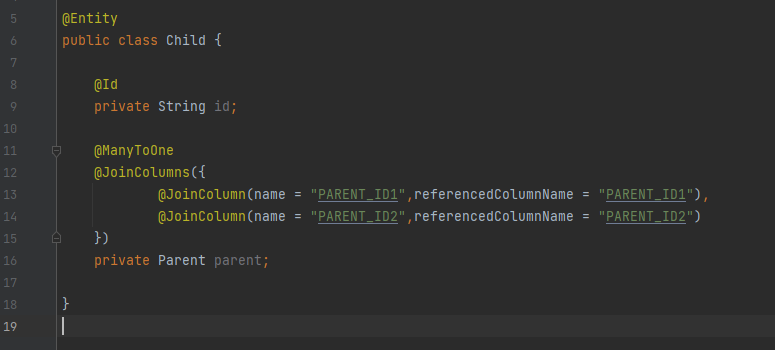 5 @Entity
6 public class Child {
7
8 @Id
9 private String id;
10
11 @ManyToOne
12 @JoinColumns({
13 @JoinColumn(name = "PARENT_ID1",referencedColumnName = "PARENT_ID1"),
14 @JoinColumn(name = "PARENT_ID2",referencedColumnName = "PARENT_ID2")
15 })
16 private Parent parent;
17
18 }
19